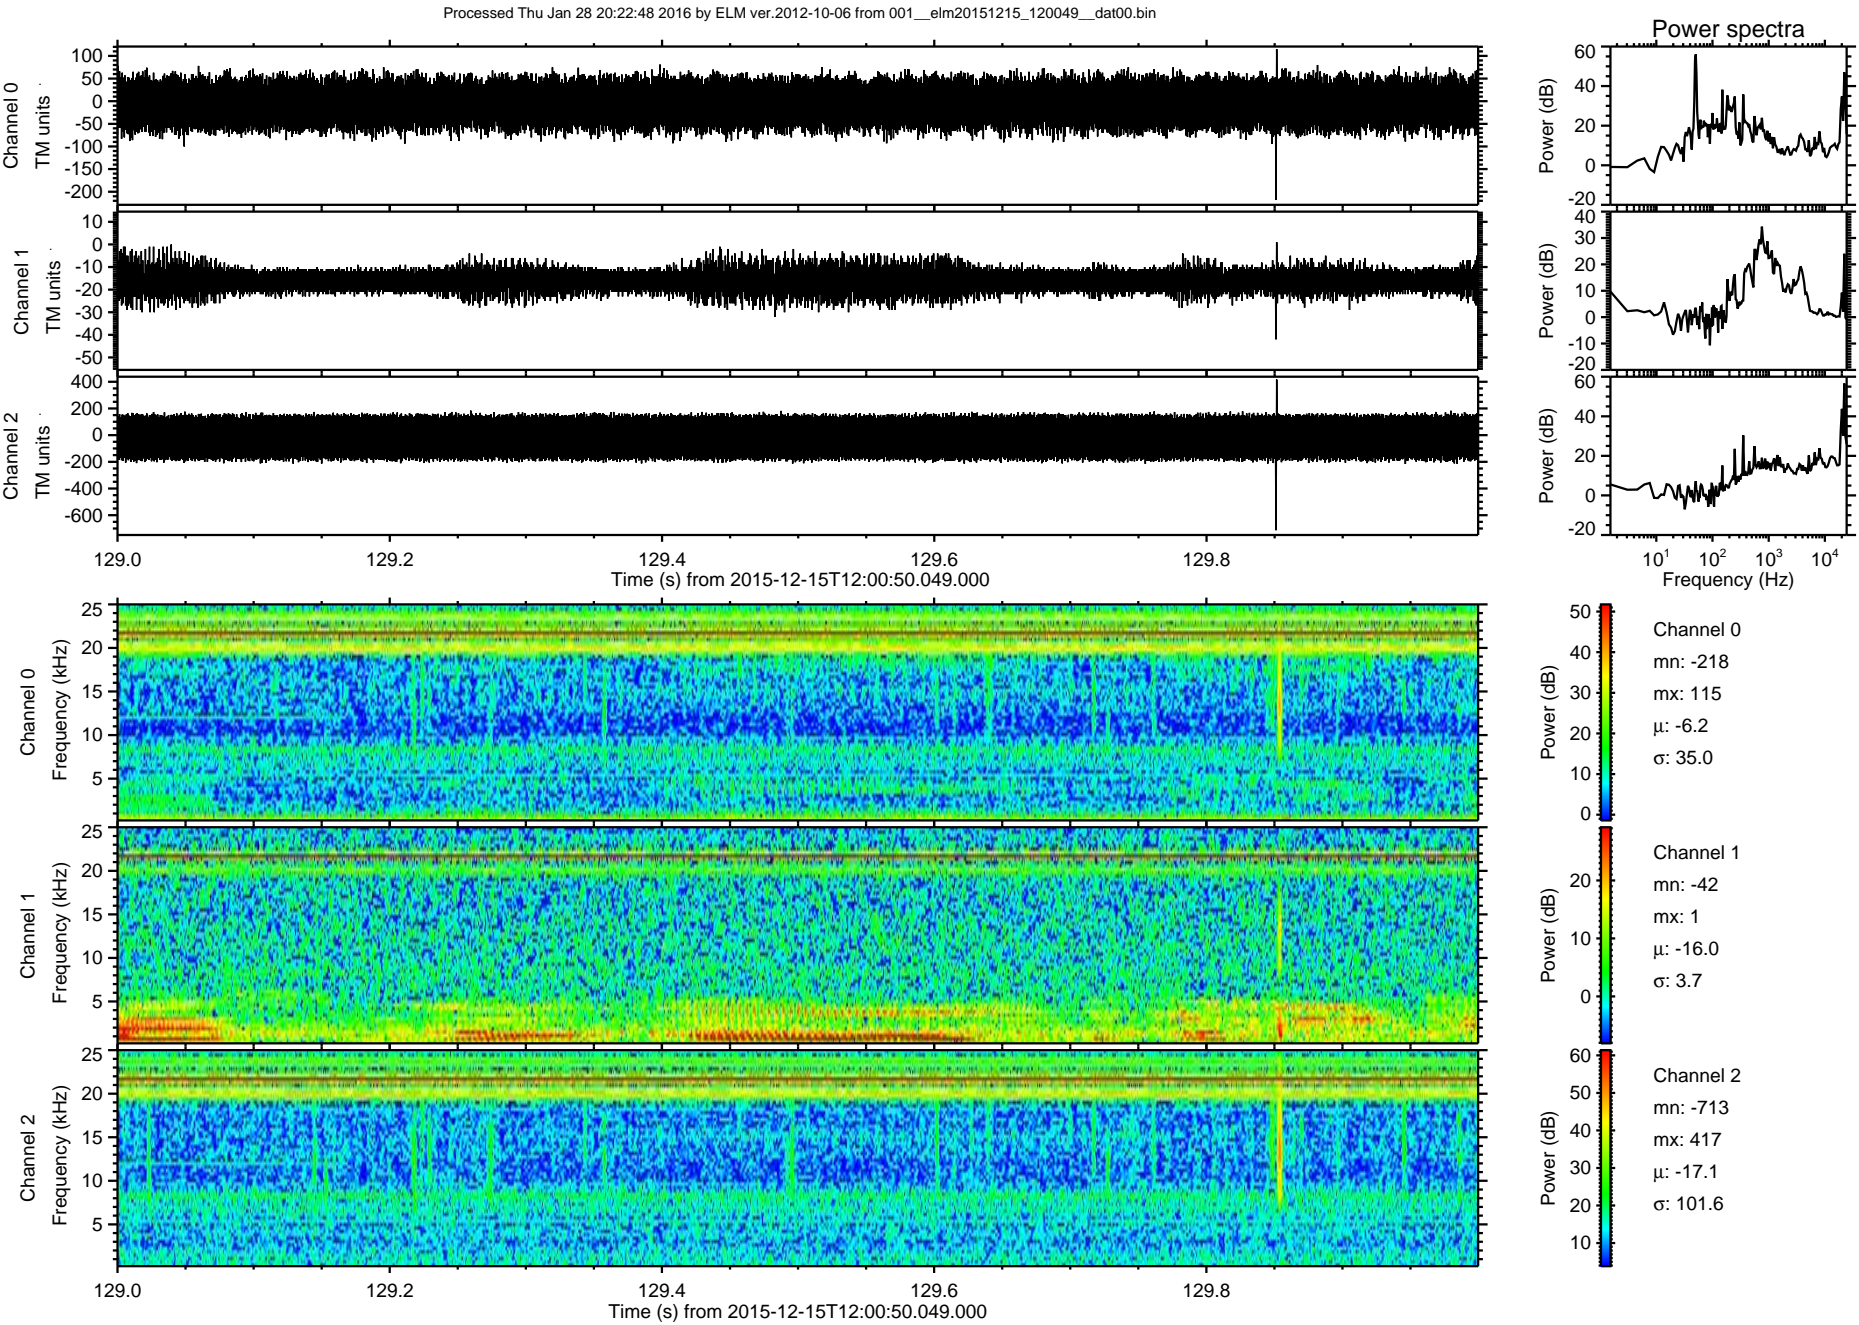 Processed Thu Jan 28 20:22:48 2016 by ELM ver.2012-10-06 from 001__elm20151215_120049__dat00.bin
Power spectra
Channel 0
TM units
100
50
0
-50
-100
-150
-200
Power (dB)
60
40
20
0
-20
Channel 1
TM units
10
0
-10
-20
-30
-40
-50
Power (dB)
40
30
20
10
0
-10
-20
Channel 2
TM units
400
200
0
-200
-400
-600
Power (dB)
60
40
20
0
-20
129.0 129.2 129.4 129.6 129.8
Time (s) from 2015-12-15T12:00:50.049.000
10^1 10^2 10^3 10^4
Frequency (Hz)
Channel 0
Frequency (kHz)
25
20
15
10
5
Power (dB)
50
40
30
20
10
0
Channel 0
mn: -218
mx: 115
μ: -6.2
σ: 35.0
Channel 1
Frequency (kHz)
25
20
15
10
5
Power (dB)
20
10
0
Channel 1
mn: -42
mx: 1
μ: -16.0
σ: 3.7
Channel 2
Frequency (kHz)
25
20
15
10
5
Power (dB)
60
50
40
30
20
10
Channel 2
mn: -713
mx: 417
μ: -17.1
σ: 101.6
129.0 129.2 129.4 129.6 129.8
Time (s) from 2015-12-15T12:00:50.049.000